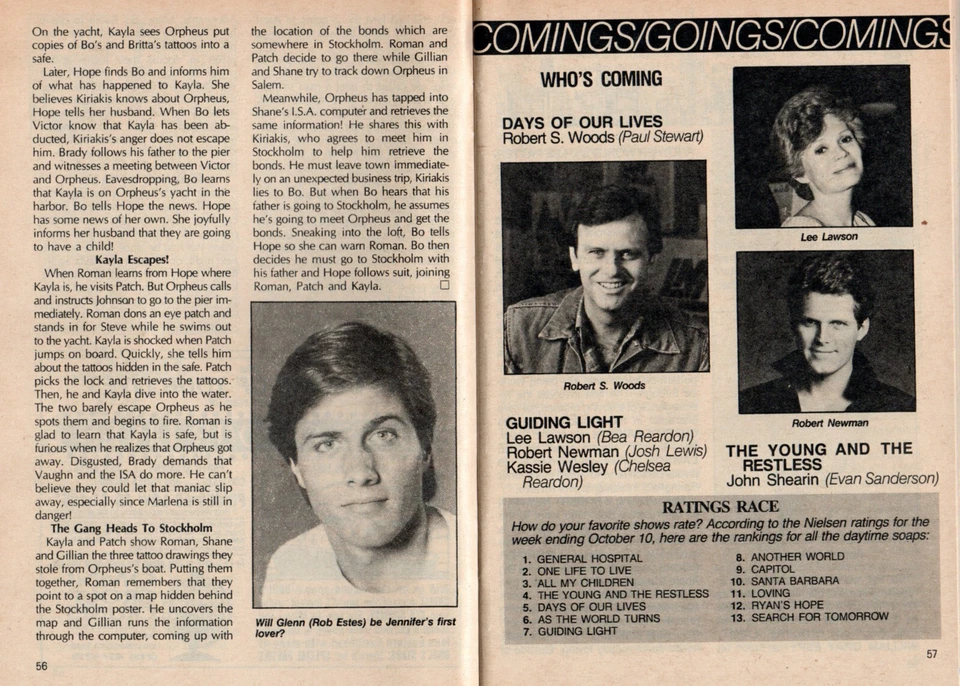 On the yacht, Kayla sees Orpheus put
copies of Bo's and Britta's tattoos into a
safe.
Later, Hope finds Bo and informs him
of what has happened to Kayla. She
believes Kiriakis knows about Orpheus,
Hope tells her husband. When Bo lets
Victor know that Kayla has been ab-
ducted, Kiriakis's anger does not escape
him. Brady follows his father to the pier
and witnesses a meeting between Victor
and Orpheus. Eavesdropping, Bo learns
that Kayla is on Orpheus's yacht in the
harbor. Bo tells Hope the news. Hope
has some news of her own. She joyfully
informs her husband that they are going
to have a child!
Kayla Escapes!
When Roman learns from Hope where
Kayla is, he visits Patch. But Orpheus calls
and instructs Johnson to go to the pier im-
mediately. Roman dons an eye patch and
stands in for Steve while he swims out
to the yacht. Kayla is shocked when Patch
jumps on board. Quickly, she tells him
about the tattoos hidden in the safe. Patch
picks the lock and retrieves the tattoos.
Then, he and Kayla dive into the water.
The two barely escape Orpheus as he
spots them and begins to fire. Roman is
glad to learn that Kayla is safe, but is
furious when he realizes that Orpheus got
away. Disgusted, Brady demands that
Vaughn and the ISA do more. He can't
believe they could let that maniac slip
away, especially since Marlena is still in
danger!
The Gang Heads To Stockholm
Kayla and Patch show Roman, Shane
and Gillian the three tattoo drawings they
stole from Orpheus's boat. Putting them
together, Roman remembers that they
point to a spot on a map hidden behind
the Stockholm poster. He uncovers the
map and Gillian runs the information
through the computer, coming up with
56
the location of the bonds which are
somewhere in Stockholm. Roman and
Patch decide to go there while Gillian
and Shane try to track down Orpheus in
Salem.
Meanwhile, Orpheus has tapped into
Shane's I.S.A. computer and retrieves the
same information! He shares this with
Kiriakis, who agrees to meet him in
Stockholm to help him retrieve the
bonds. He must leave town immediate-
ly on an unexpected business trip, Kiriakis
lies to Bo. But when Bo hears that his
father is going to Stockholm, he assumes
he's going to meet Orpheus and get the
bonds. Sneaking into the loft, Bo tells
Hope so she can warn Roman. Bo then
decides he must go to Stockholm with
his father and Hope follows suit, joining
Roman, Patch and Kayla. □
Will Glenn (Rob Estes) be Jennifer's first
lover?
COMINGS/GOINGS/COMINGS
WHO'S COMING
DAYS OF OUR LIVES
Robert S. Woods (Paul Stewart)
Robert S. Woods
GUIDING LIGHT
Lee Lawson (Bea Reardon)
Robert Newman (Josh Lewis)
Kassie Wesley (Chelsea
Reardon)
Lee Lawson
Robert Newman
THE YOUNG AND THE
RESTLESS
John Shearin (Evan Sanderson)
RATINGS RACE
How do your favorite shows rate? According to the Nielsen ratings for the
week ending October 10, here are the rankings for all the daytime soaps:
1. GENERAL HOSPITAL
2. ONE LIFE TO LIVE
3. ALL MY CHILDREN
4. THE YOUNG AND THE RESTLESS
5. DAYS OF OUR LIVES
6. AS THE WORLD TURNS
7. GUIDING LIGHT
8. ANOTHER WORLD
9. CAPITOL
10. SANTA BARBARA
11. LOVING
12. RYAN'S HOPE
13. SEARCH FOR TOMORROW
57